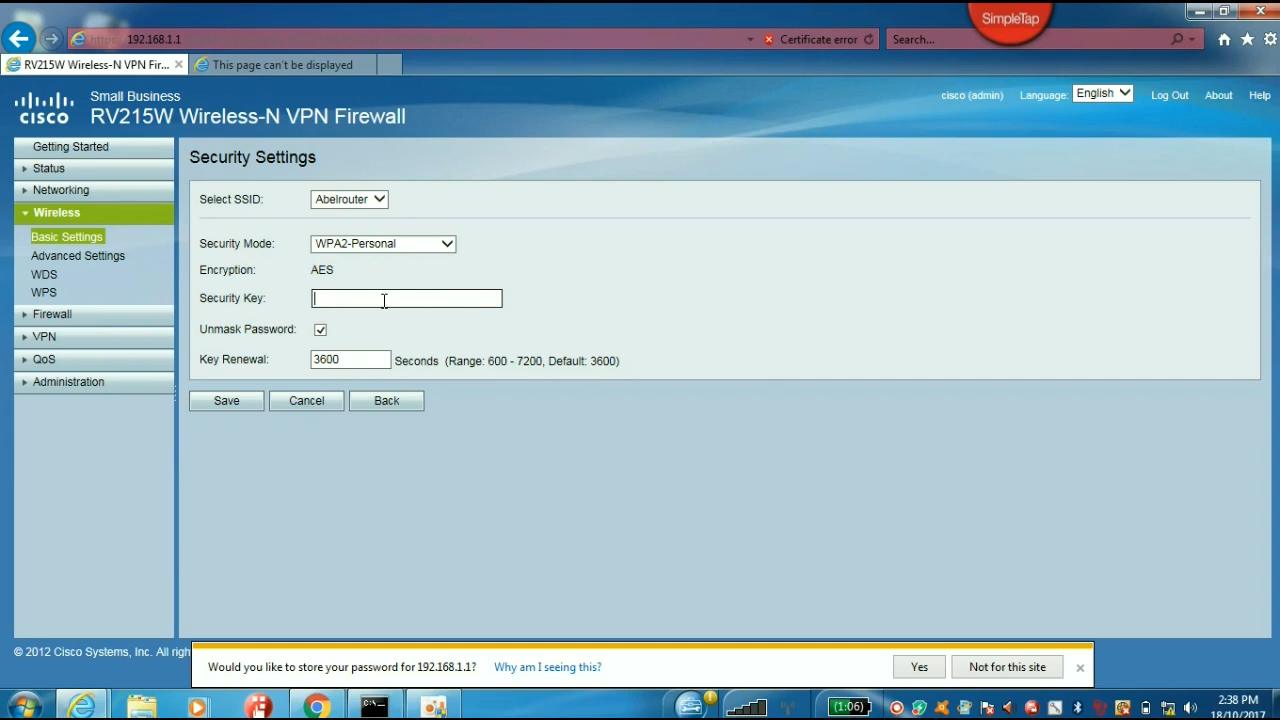 SimpleTap
https 192.168.1.1
Certificate error
Search...
RV215W Wireless-N VPN Fir...
This page can't be displayed
cisco
Small Business
RV215W Wireless-N VPN Firewall
cisco (admin)
Language:
English
Log Out
About
Help
Getting Started
Status
Networking
Wireless
Basic Settings
Advanced Settings
WDS
WPS
Firewall
VPN
QoS
Administration
Security Settings
Select SSID: Abelrouter
Security Mode: WPA2-Personal
Encryption: AES
Security Key:
Unmask Password:
Key Renewal: 3600 Seconds (Range: 600 - 7200, Default: 3600)
Save Cancel Back
© 2012 Cisco Systems, Inc. All righ
Would you like to store your password for 192.168.1.1? Why am I seeing this? Yes Not for this site
C:\
(1:06)
2:38 PM
18/10/2017